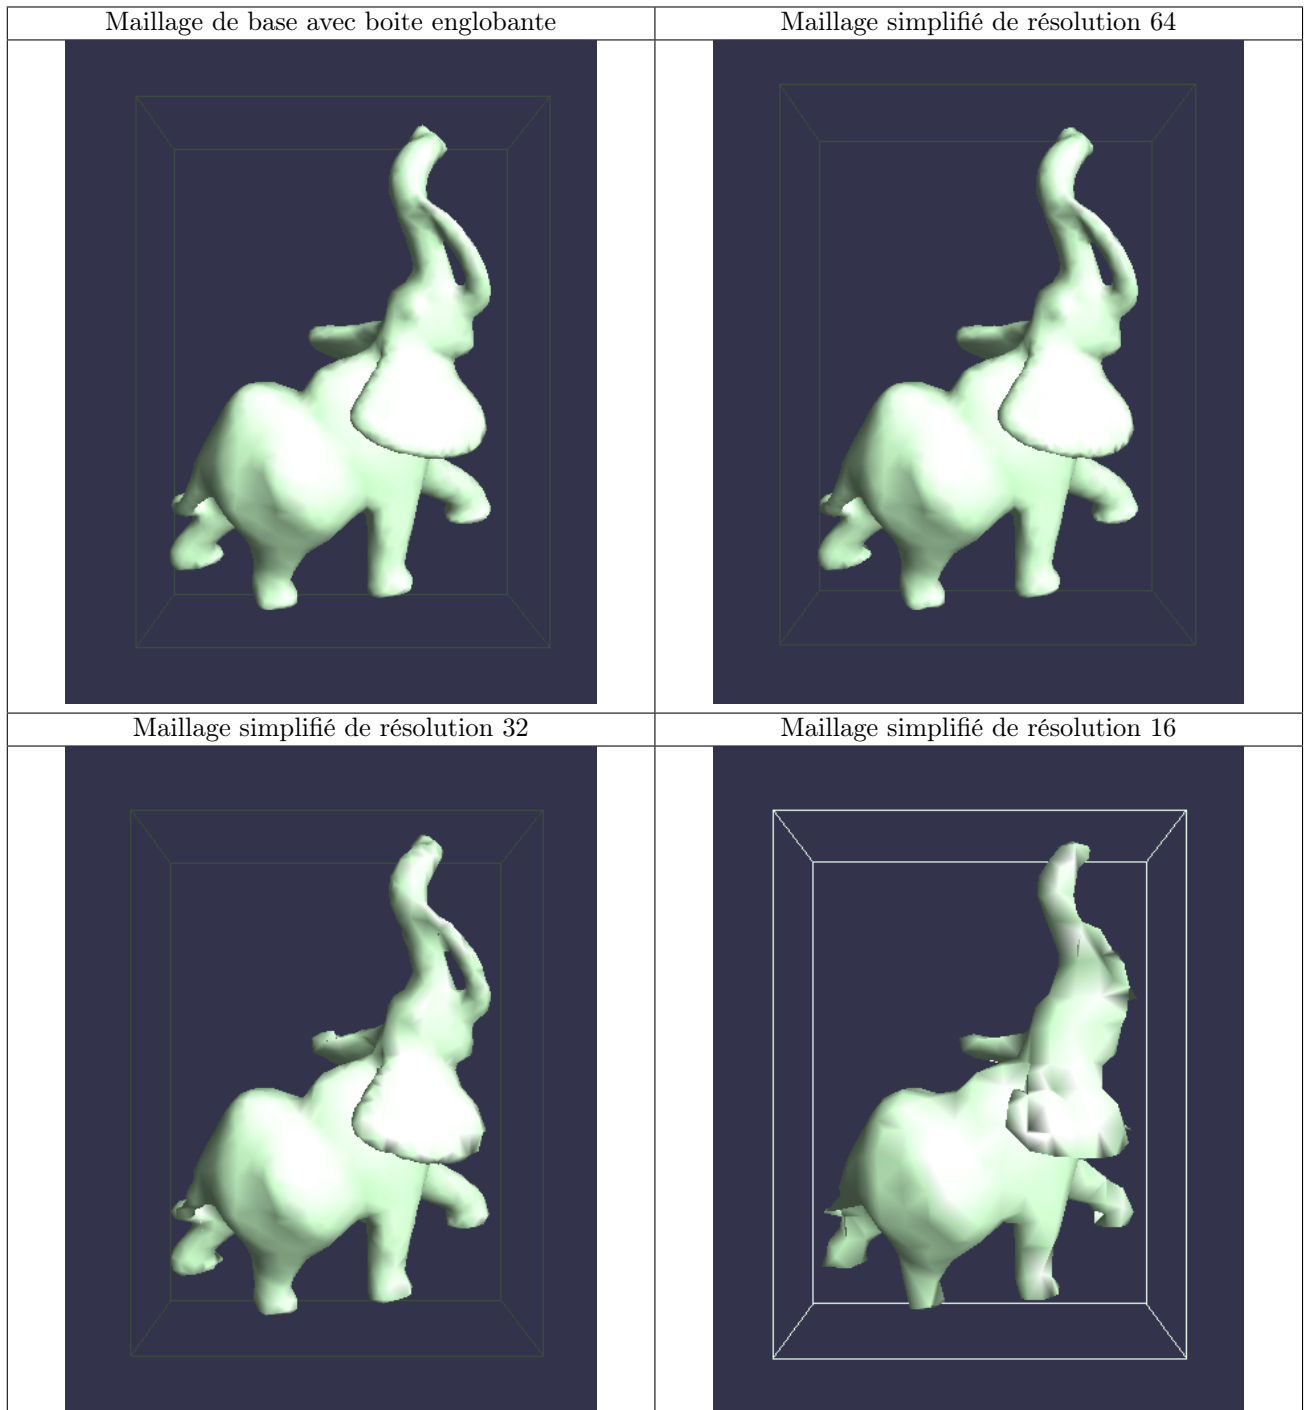 Maillage de base avec boite englobante
Maillage simplifié de résolution 64
Maillage simplifié de résolution 32
Maillage simplifié de résolution 16